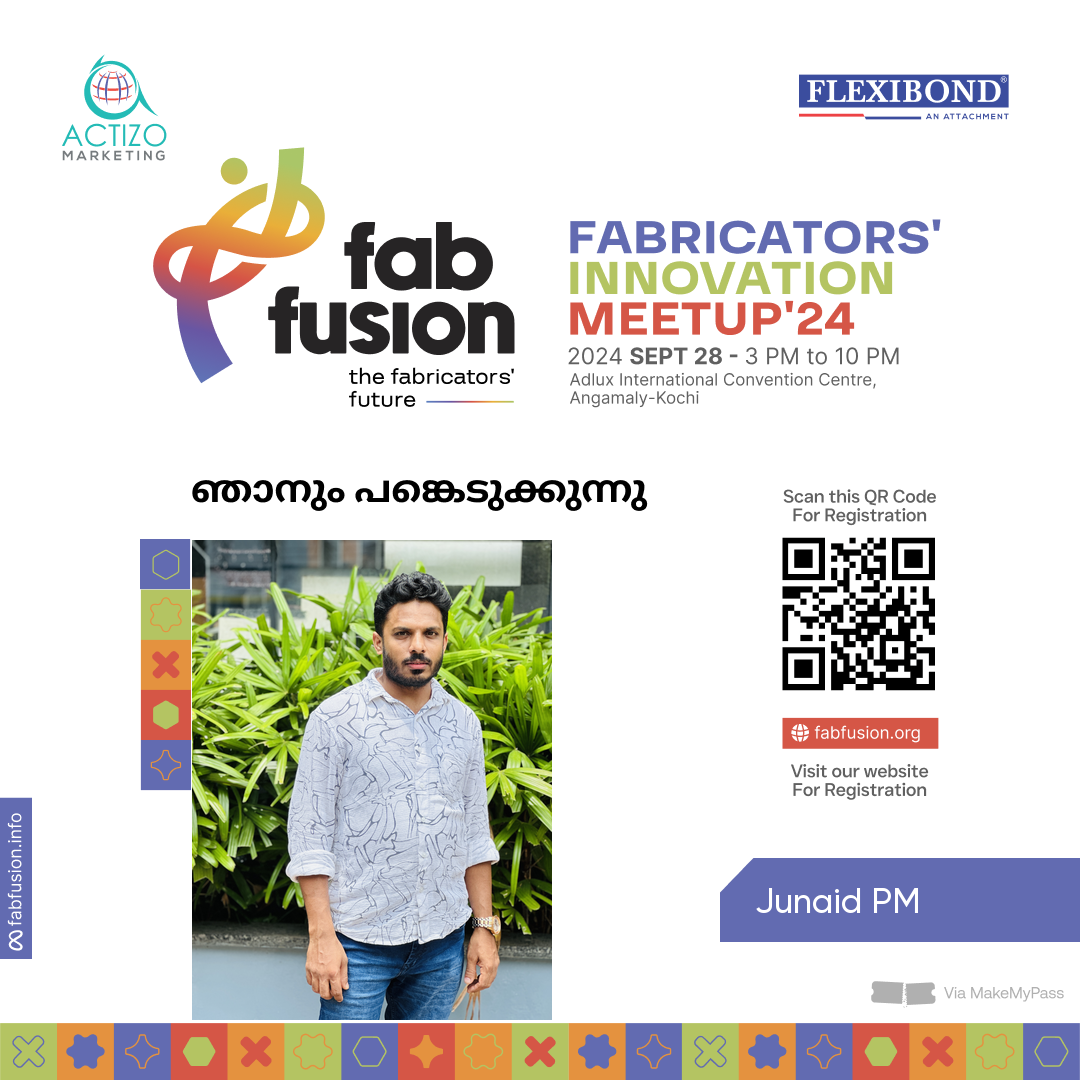 ACTIZO
MARKETING
FLEXIBOND®
AN ATTACHMENT
fab
fusion
the fabricators'
future
FABRICATORS'
INNOVATION
MEETUP'24
2024 SEPT 28 - 3 PM to 10 PM
Adlux International Convention Centre,
Angamaly-Kochi
ഞാനും പങ്കെടുക്കുന്നു
Scan this QR Code
For Registration
fabfusion.org
Visit our website
For Registration
fabfusion.info
Junaid PM
Via MakeMyPass